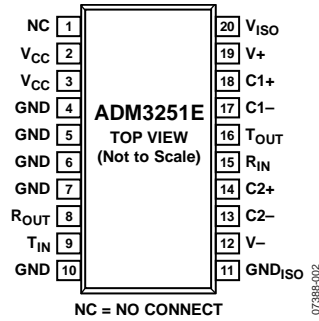 NC 1
VCC 2
VCC 3
GND 4
GND 5
GND 6
GND 7
ROUT 8
TIN 9
GND 10
ADM3251E
TOP VIEW
(Not to Scale)
20 VISO
19 V+
18 C1+
17 C1–
16 TOUT
15 RIN
14 C2+
13 C2–
12 V–
11 GNDISO
NC = NO CONNECT
07388-002